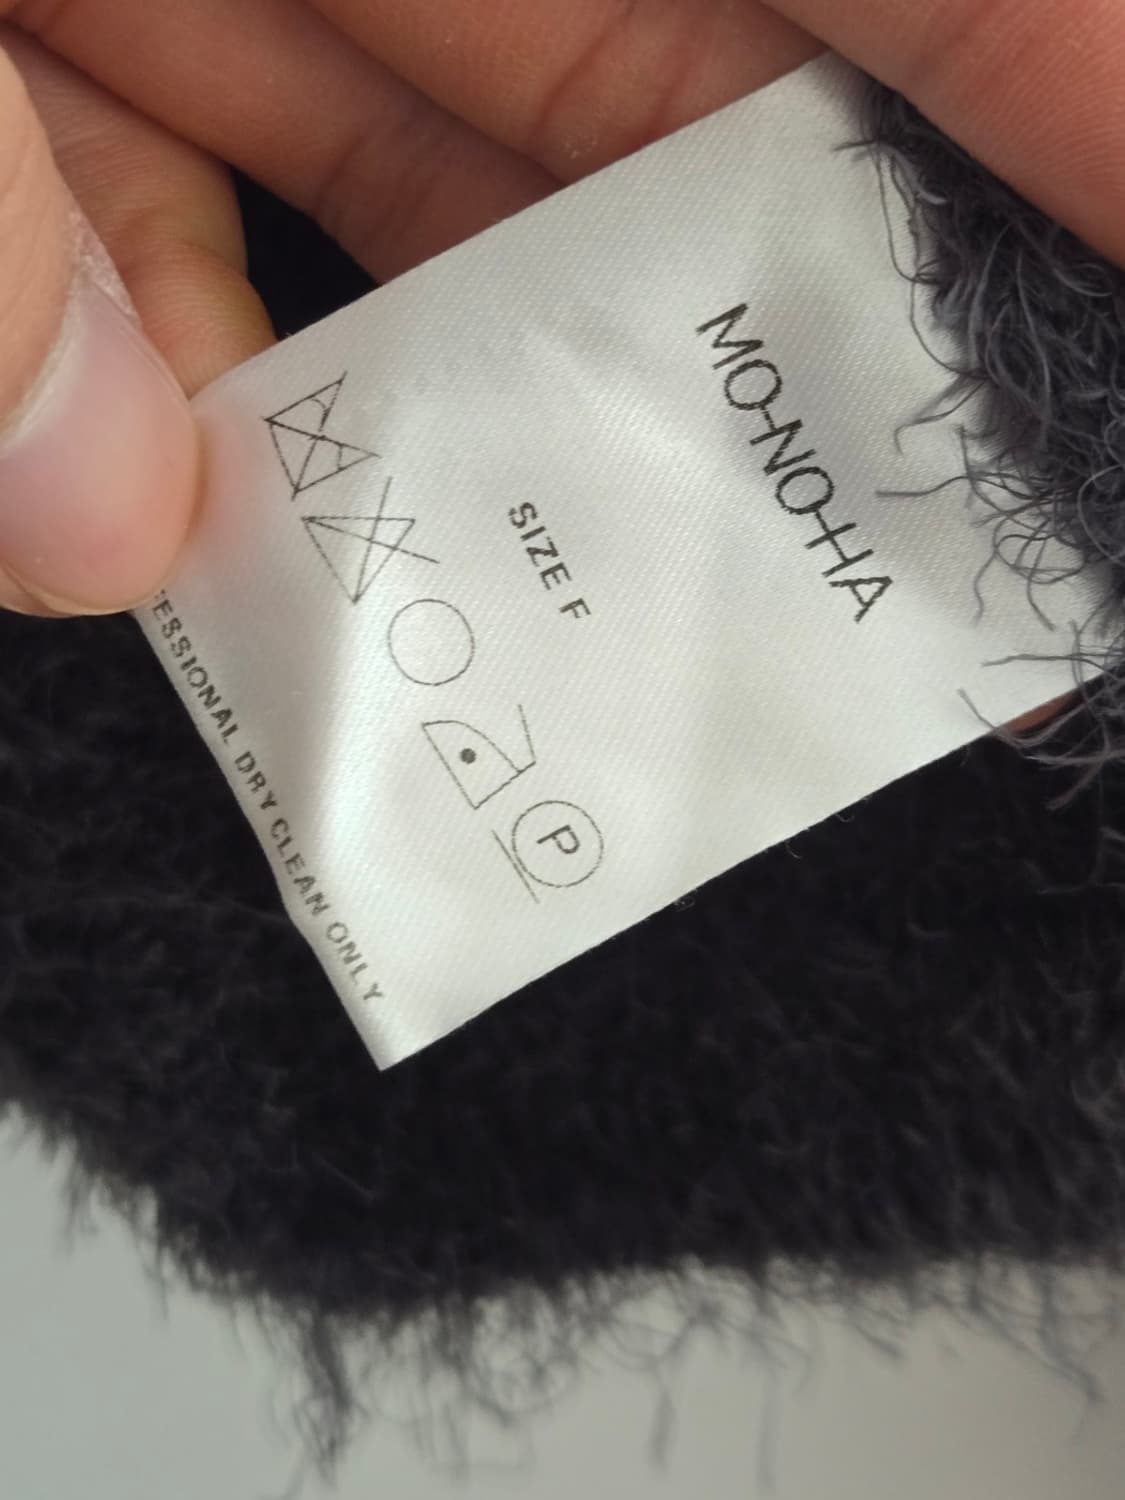 MO-NO-HA
SIZE F
P
ESSIONAL DRY CLEAN ONLY